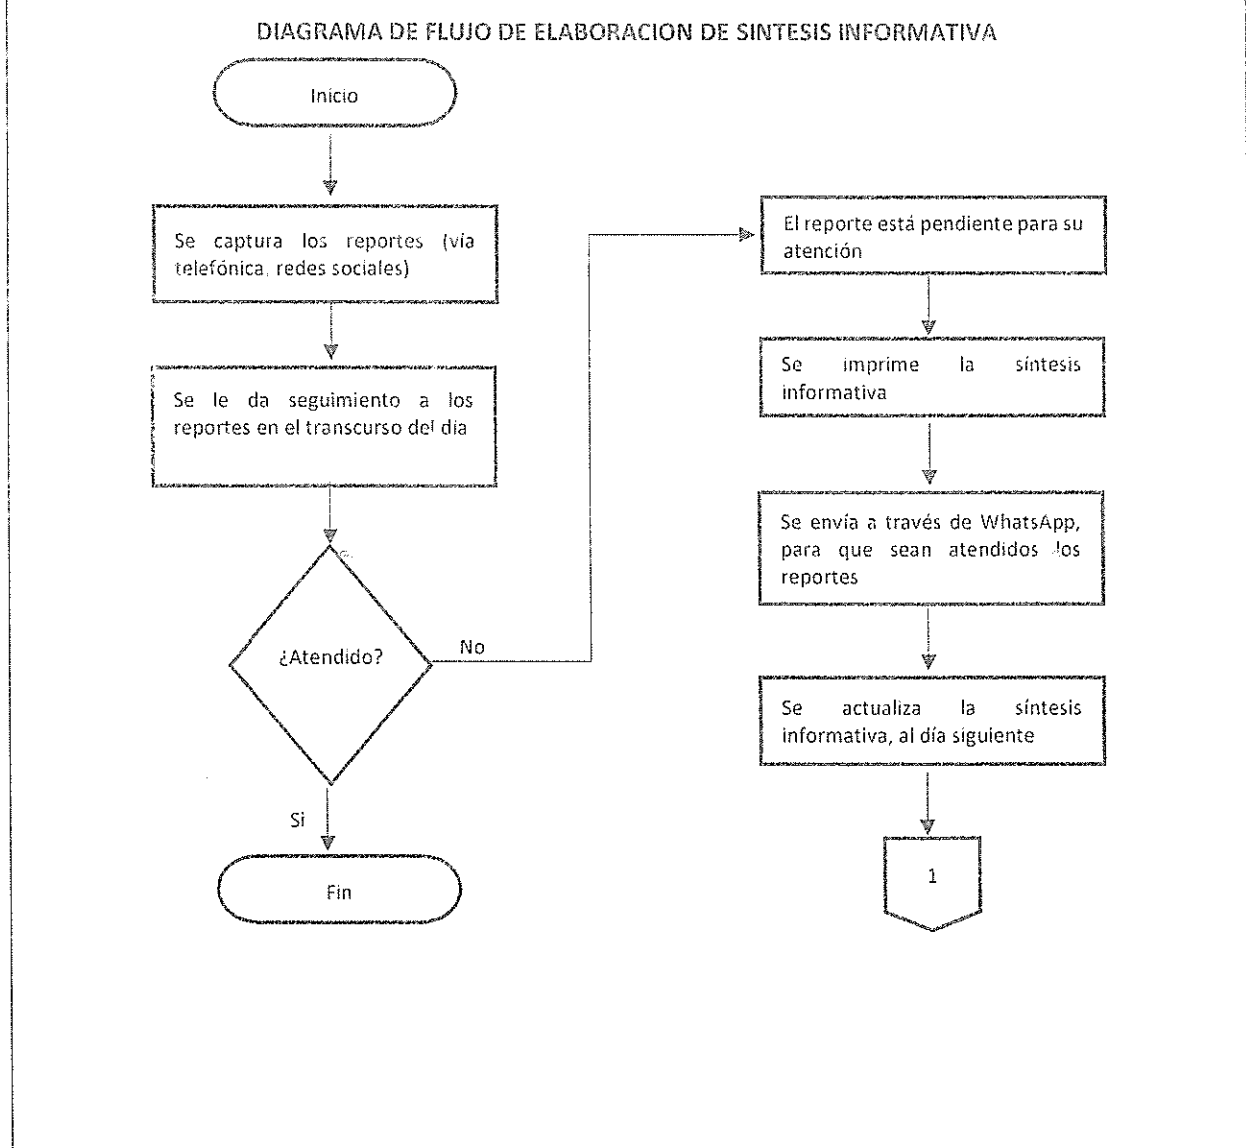 DIAGRAMA DE FLUJO DE ELABORACION DE SINTESIS INFORMATIVA
Inicio
Se captura los reportes (vía
telefónica, redes sociales)
Se le da seguimiento a los
reportes en el transcurso del día
¿Atendido?
No
Si
Fin
El reporte está pendiente para su
atención
Se imprime la síntesis
informativa
Se envía a través de WhatsApp,
para que sean atendidos los
reportes
Se actualiza la síntesis
informativa, al día siguiente
1